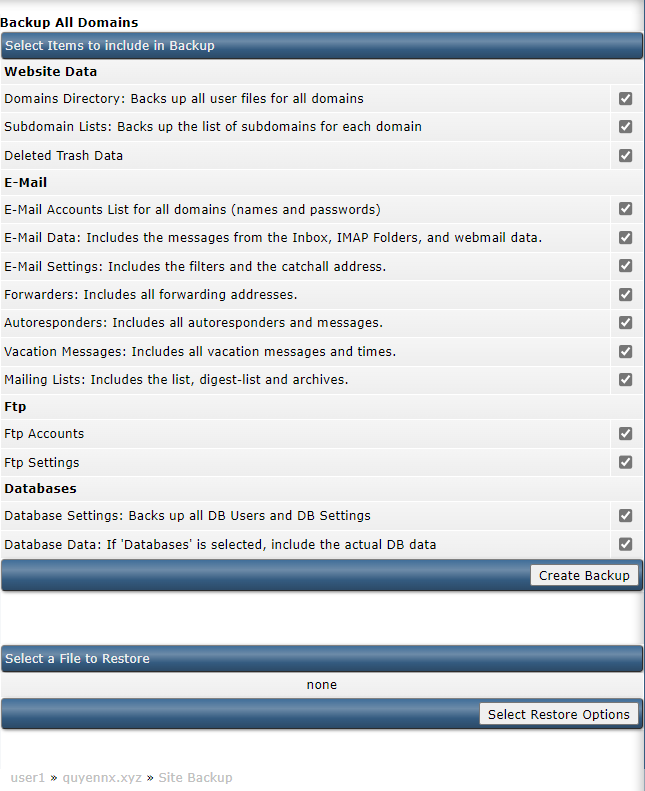 Backup All Domains
Select Items to include in Backup
Website Data
Domains Directory: Backs up all user files for all domains
Subdomain Lists: Backs up the list of subdomains for each domain
Deleted Trash Data
E-Mail
E-Mail Accounts List for all domains (names and passwords)
E-Mail Data: Includes the messages from the Inbox, IMAP Folders, and webmail data.
E-Mail Settings: Includes the filters and the catchall address.
Forwarders: Includes all forwarding addresses.
Autoresponders: Includes all autoresponders and messages.
Vacation Messages: Includes all vacation messages and times.
Mailing Lists: Includes the list, digest-list and archives.
Ftp
Ftp Accounts
Ftp Settings
Databases
Database Settings: Backs up all DB Users and DB Settings
Database Data: If 'Databases' is selected, include the actual DB data
Create Backup
Select a File to Restore
none
Select Restore Options
user1 » quyennx.xyz » Site Backup